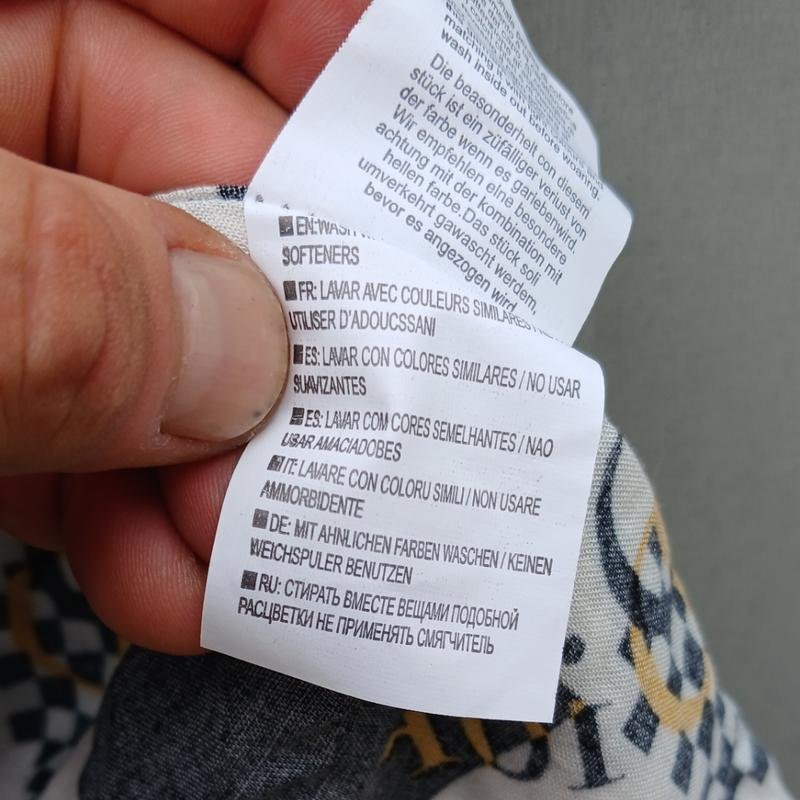 matching
wash inside out before woaring
Die beasonderheit con diesem
stück ist ein züfälliger veriust von
der farbe wenn es garlebenwird.
Wir empfehlen eine besondere
achtung mit der kombination mit
hellen farbe.Das stück soll
umverkehrt gawascht werdem,
bevor es angezogen wird
EN:WASH
SOFTENERS
FR: LAVAR AVEC COULEURS SIMILARES /
UTILISER D'ADOUCSSANI
ES: LAVAR CON COLORES SIMILARES / NO USAR
SUAVIZANTES
ES: LAVAR COM CORES SEMELHANTES / NAO
USAR AMACIADOBES
IT: LAVARE CON COLORU SIMILI / NON USARE
AMMORBIDENTE
DE: MIT AHNLICHEN FARBEN WASCHEN / KEINEN
WEICHSPULER BENUTZEN
RU: СТИРАТЬ ВМЕСТЕ ВЕЩАМИ ПОДОБНОЙ
РАСЦВЕТКИ НЕ ПРИМЕНЯТЬ СМЯГЧИТЕЛЬ